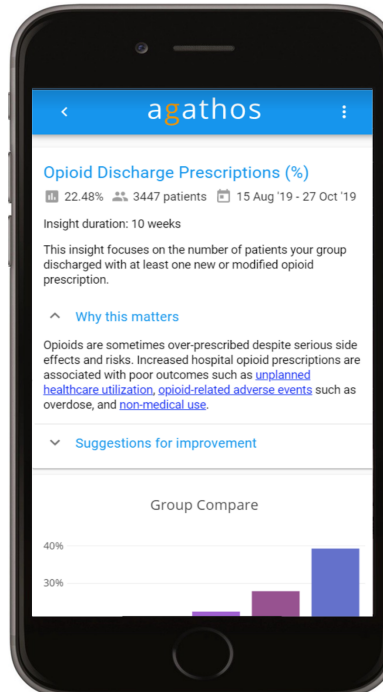 agathos
Opioid Discharge Prescriptions (%)
22.48% 3447 patients 15 Aug '19 - 27 Oct '19
Insight duration: 10 weeks
This insight focuses on the number of patients your group
discharged with at least one new or modified opioid
prescription.
Why this matters
Opioids are sometimes over-prescribed despite serious side
effects and risks. Increased hospital opioid prescriptions are
associated with poor outcomes such as unplanned
healthcare utilization, opioid-related adverse events such as
overdose, and non-medical use.
Suggestions for improvement
Group Compare
40%
30%